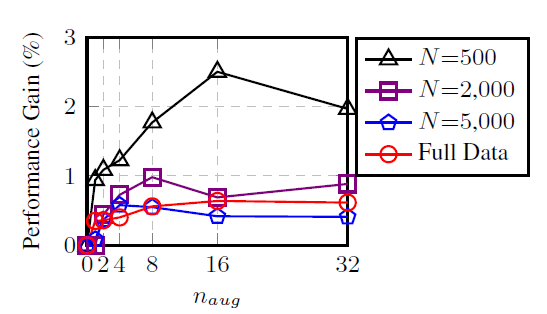 3
2
1
0
Performance Gain (%)
0 2 4 8 16 32
n_aug
N=500
N=2,000
N=5,000
Full Data